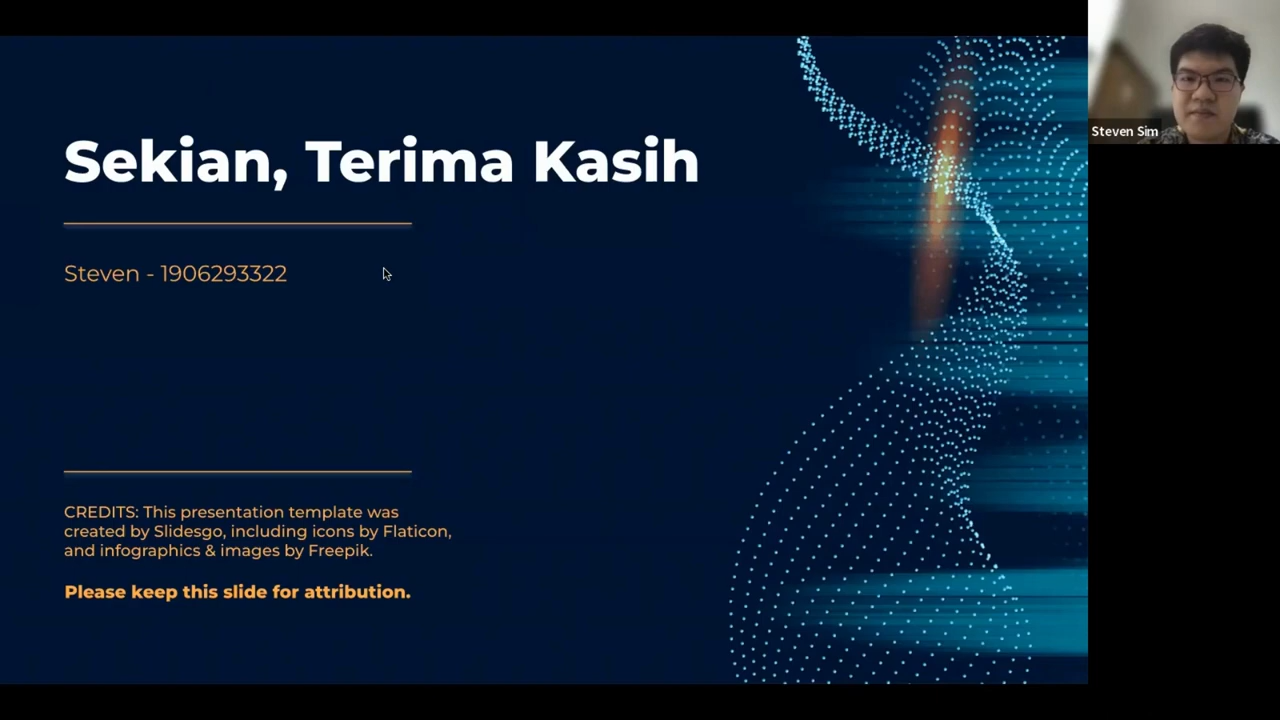 Sekian, Terima Kasih
Steven - 1906293322
CREDITS: This presentation template was
created by Slidesgo, including icons by Flaticon,
and infographics & images by Freepik.
Please keep this slide for attribution.
Steven Sim